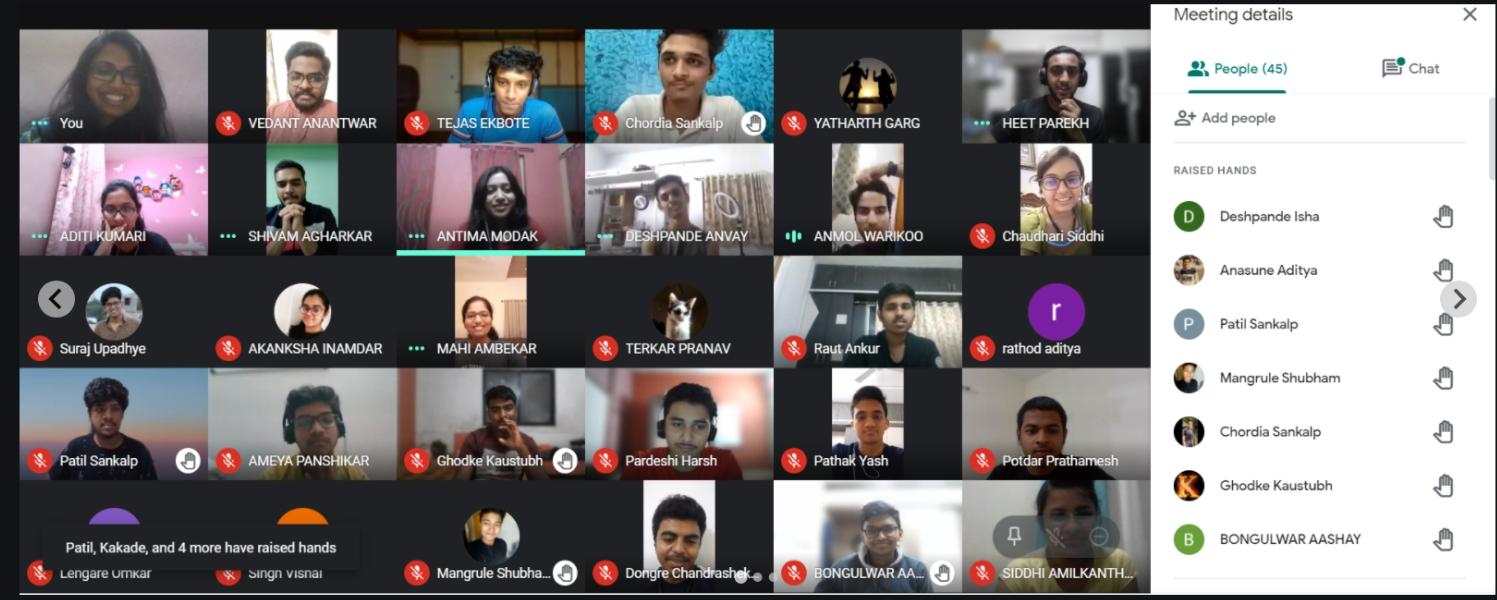 Meeting details
People (45)
Chat
Add people
RAISED HANDS
D Deshpande Isha
Anasune Aditya
P Patil Sankalp
Mangrule Shubham
Chordia Sankalp
K Ghodke Kaustubh
B BONGULWAR AASHAY
You
VEDANT ANANTWAR
TEJAS EKBOTE
Chordia Sankalp
YATHARTH GARG
HEET PAREKH
ADITI KUMARI
SHIVAM AGHARKAR
ANTIMA MODAK
DESHPANDE ANVAY
ANMOL WARIKOO
Chaudhari Siddhi
Suraj Upadhye
AKANKSHA INAMDAR
MAHI AMBEKAR
TERKAR PRANAV
Raut Ankur
r
rathod aditya
Patil Sankalp
AMEYA PANSHIKAR
Ghodke Kaustubh
Pardeshi Harsh
Pathak Yash
Potdar Prathamesh
Patil, Kakade, and 4 more have raised hands
Lengare Omkar
Singh Vishal
Mangrule Shubha...
Dongre Chandrashek...
BONGULWAR AA...
SIDDHI AMILKANTH...